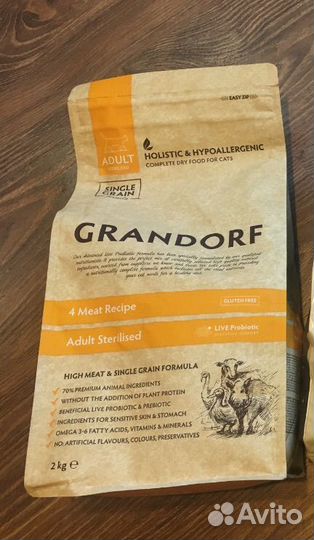 EASY ZIP
ADULT
STERILISED
HOLISTIC & HYPOALLERGENIC
COMPLETE DRY FOOD FOR CATS
SINGLE
GRAIN
GRANDORF
4 Meat Recipe
GLUTEN FREE
Adult Sterilised
+ LIVE Probiotic
HIGH MEAT & SINGLE GRAIN FORMULA
✓ 70% PREMIUM ANIMAL INGREDIENTS
✓ WITHOUT THE ADDITION OF PLANT PROTEIN
✓ BENEFICIAL LIVE PROBIOTIC & PREBIOTIC
✓ INGREDIENTS FOR SENSITIVE SKIN & STOMACH
✓ OMEGA 3-6 FATTY ACIDS, VITAMINS & MINERALS
✓ NO: ARTIFICIAL FLAVOURS, COLOURS, PRESERVATIVES
2 kg e
Avito